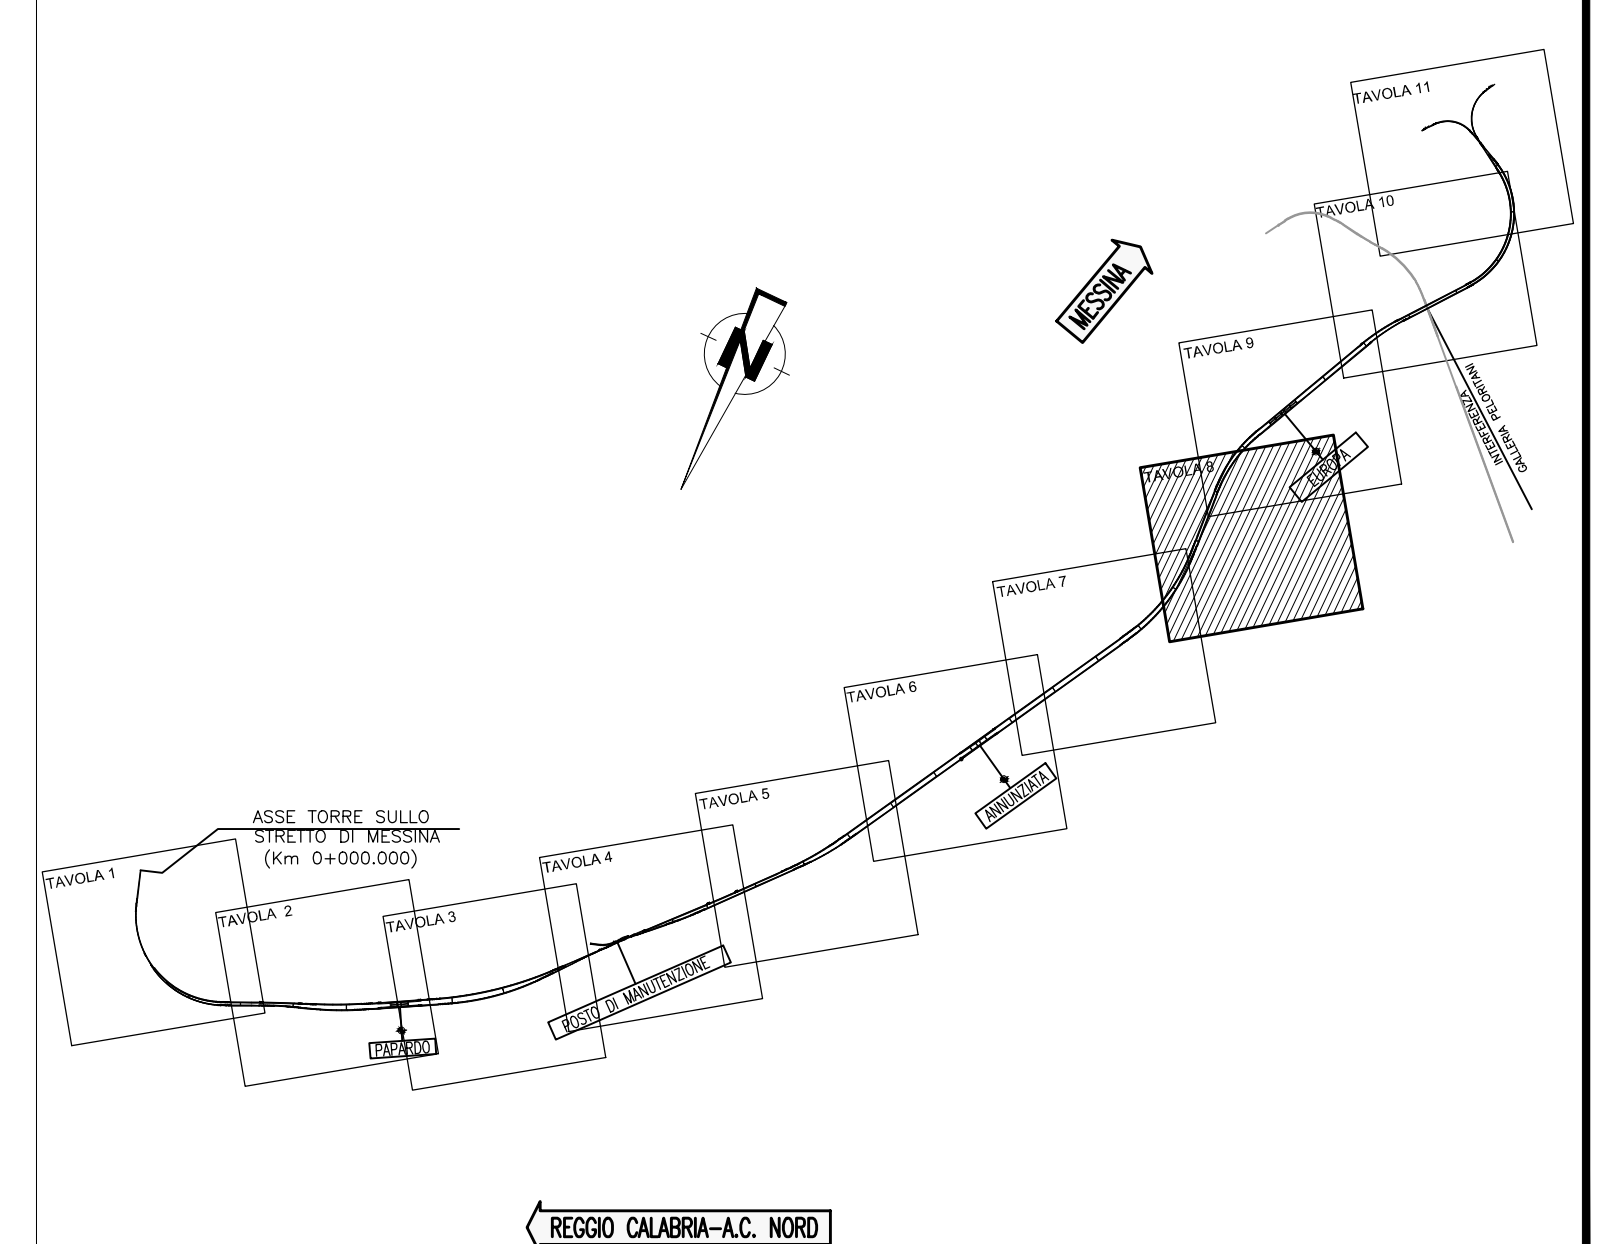 TAVOLA 11
TAVOLA 10
MESSINA
TAVOLA 9
N
INTERFERENZA
GALLERIA PELORITANI
EUROPA
TAVOLA 8
TAVOLA 7
TAVOLA 6
ANNUNZIATA
TAVOLA 5
ASSE TORRE SULLO
STRETTO DI MESSINA
(Km 0+000.000)
TAVOLA 4
TAVOLA 1
TAVOLA 2
TAVOLA 3
POSTO DI MANUTENZIONE
PAPARDO
REGGIO CALABRIA-A.C. NORD